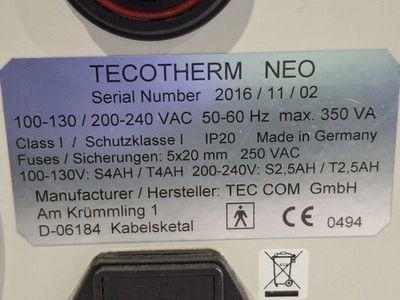 TECOTHERM NEO
Serial Number 2016 / 11 / 02
100-130 / 200-240 VAC 50-60 Hz max. 350 VA
Class I / Schutzklasse I IP20 Made in Germany
Fuses / Sicherungen: 5x20 mm 250 VAC
100-130V: S4AH / T4AH 200-240V: S2,5AH / T2,5AH
Manufacturer / Hersteller: TEC COM GmbH
Am Krümmling 1
D-06184 Kabelsketal
CE 0494